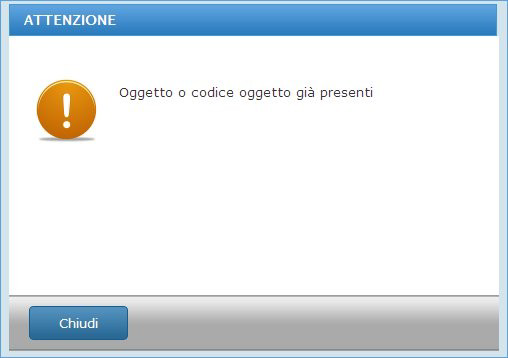 ATTENZIONE
Oggetto o codice oggetto già presenti
Chiudi